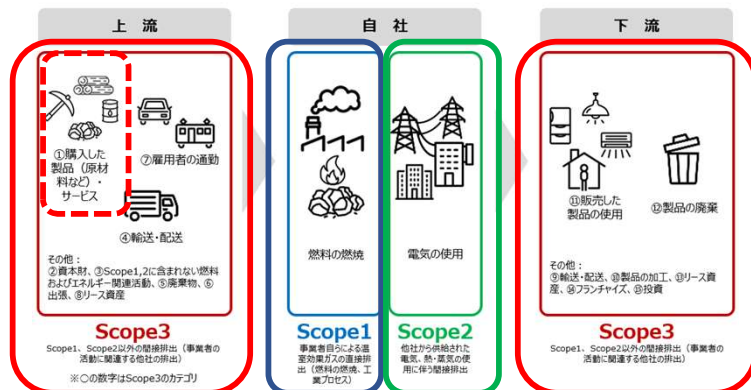 上 流
①購入した
製品（原材
料など）・
サービス
⑦雇用者の通勤
④輸送・配送
その他：
②資本財、③Scope1,2に含まれない燃料
およびエネルギー関連活動、⑤廃棄物、⑥
出張、⑧リース資産
Scope3
Scope1、Scope2以外の間接排出（事業者の
活動に関連する他社の排出）
※○の数字はScope3のカテゴリ
自 社
燃料の燃焼
Scope1
事業者自らによる温
室効果ガスの直接排
出（燃料の燃焼、工
業プロセス）
電気の使用
Scope2
他社から供給された
電気、熱・蒸気の使
用に伴う間接排出
下 流
⑪販売した
製品の使用
⑫製品の廃棄
その他：
⑨輸送・配送、⑩製品の加工、⑬リース資
産、⑭フランチャイズ、⑮投資
Scope3
Scope1、Scope2以外の間接排出（事業者の
活動に関連する他社の排出）